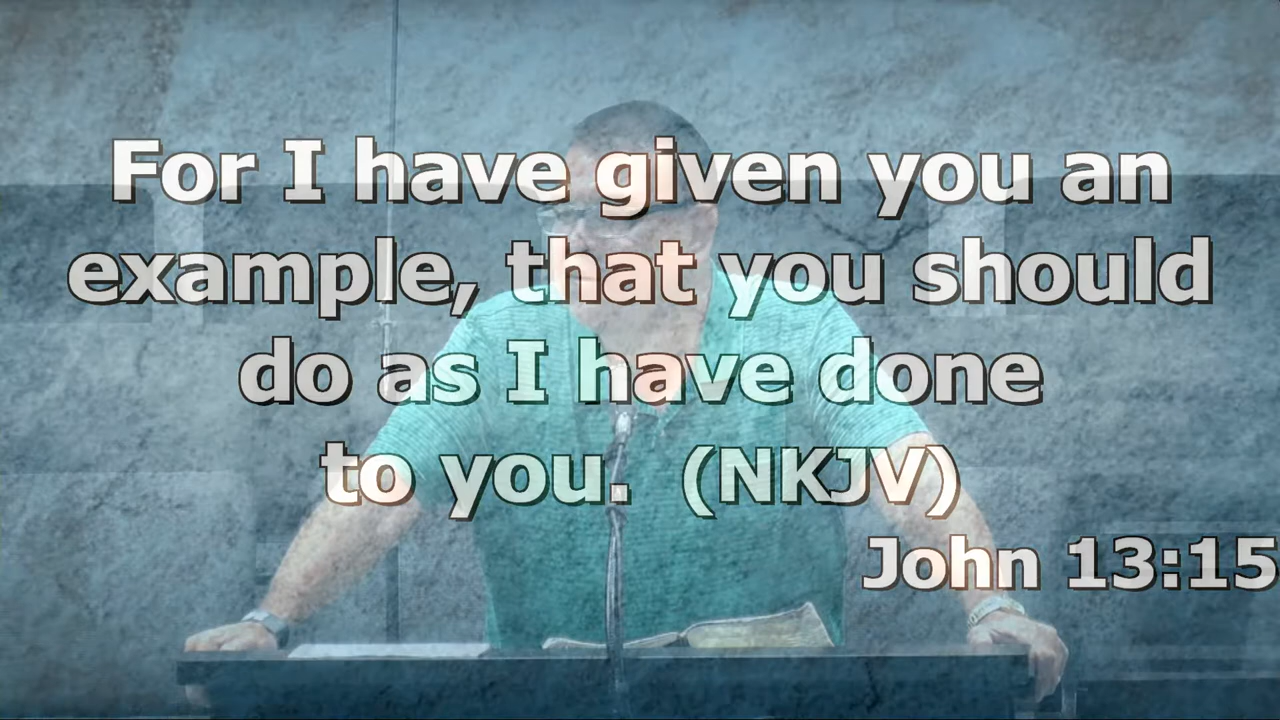 For I have given you an
example, that you should
do as I have done
to you.  (NKJV)
John 13:15